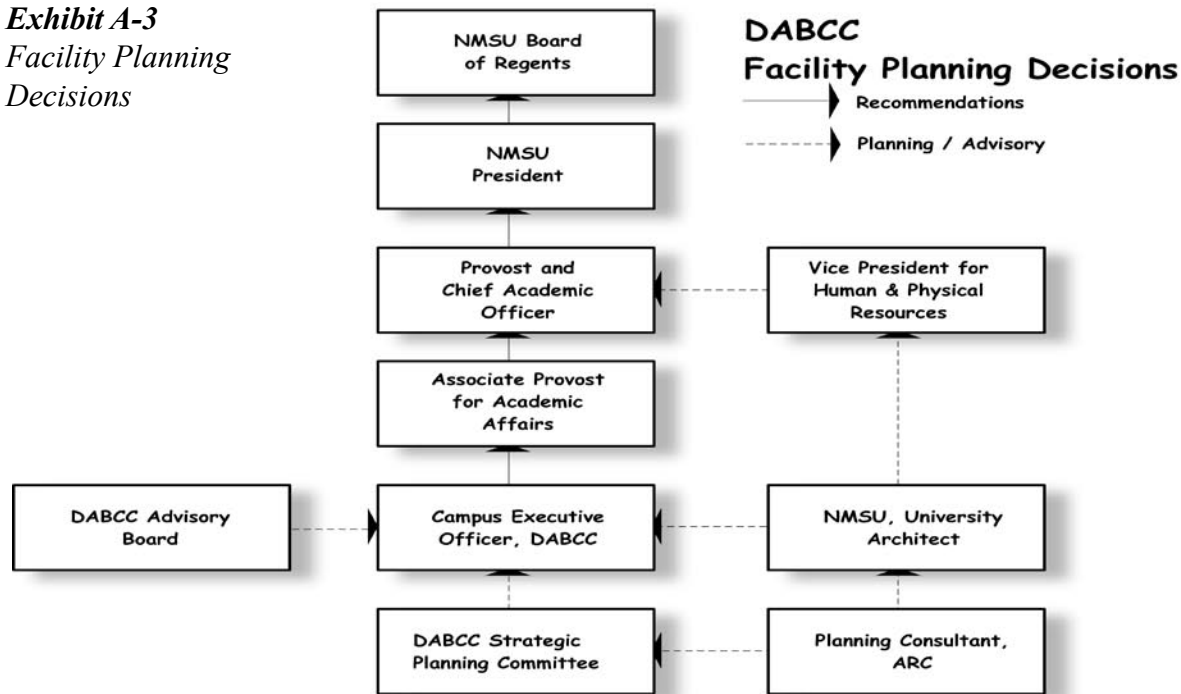 Exhibit A-3
Facility Planning
Decisions
DABCC
Facility Planning Decisions
Recommendations
Planning / Advisory
NMSU Board
of Regents
NMSU
President
Provost and
Chief Academic
Officer
Vice President for
Human & Physical
Resources
Associate Provost
for Academic
Affairs
DABCC Advisory
Board
Campus Executive
Officer, DABCC
NMSU, University
Architect
DABCC Strategic
Planning Committee
Planning Consultant,
ARC